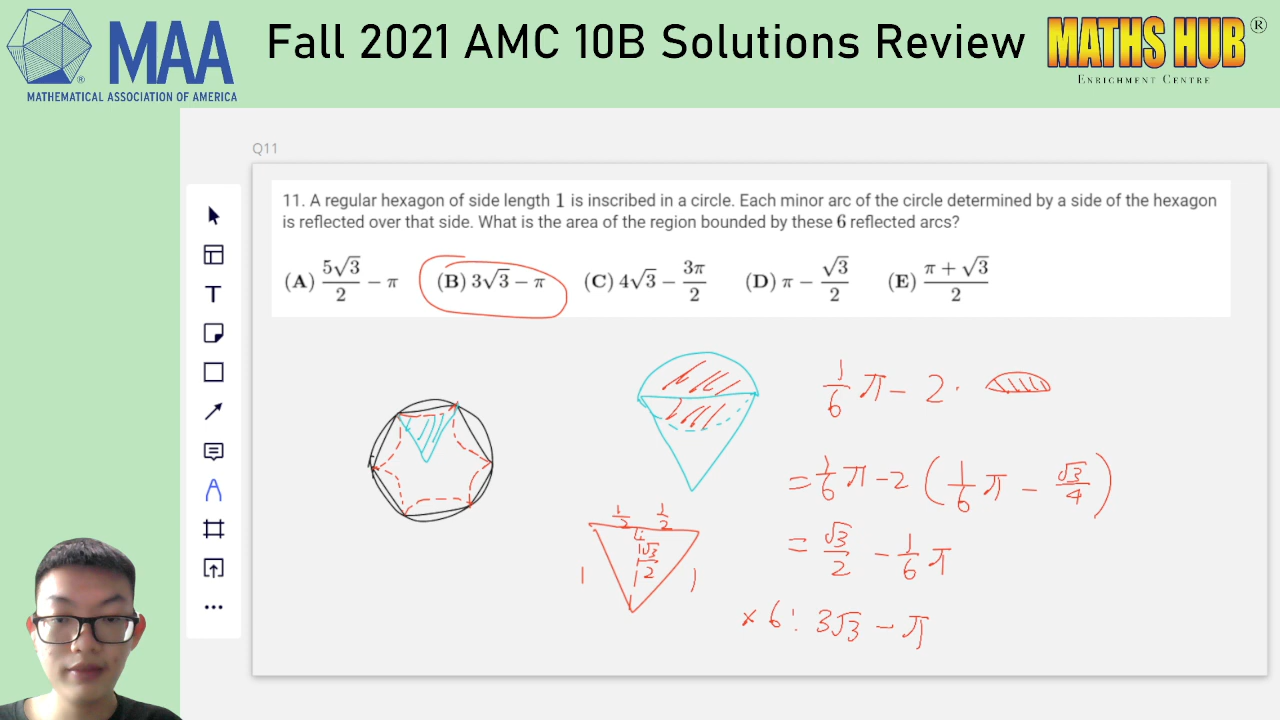 MAA
MATHEMATICAL ASSOCIATION OF AMERICA
Fall 2021 AMC 10B Solutions Review
MATHS HUB®
ENRICHMENT CENTRE
Q11
11. A regular hexagon of side length 1 is inscribed in a circle. Each minor arc of the circle determined by a side of the hexagon
is reflected over that side. What is the area of the region bounded by these 6 reflected arcs?
(A) 5√3/2 − π (B) 3√3 − π (C) 4√3 − 3π/2 (D) π − √3/2 (E) (π + √3)/2
1/6 π − 2 ·
= 1/6 π − 2 (1/6 π − √3/4)
= √3/2 − 1/6 π
× 6 : 3√3 − π
1/2 1/2
√3/2
1 1
T